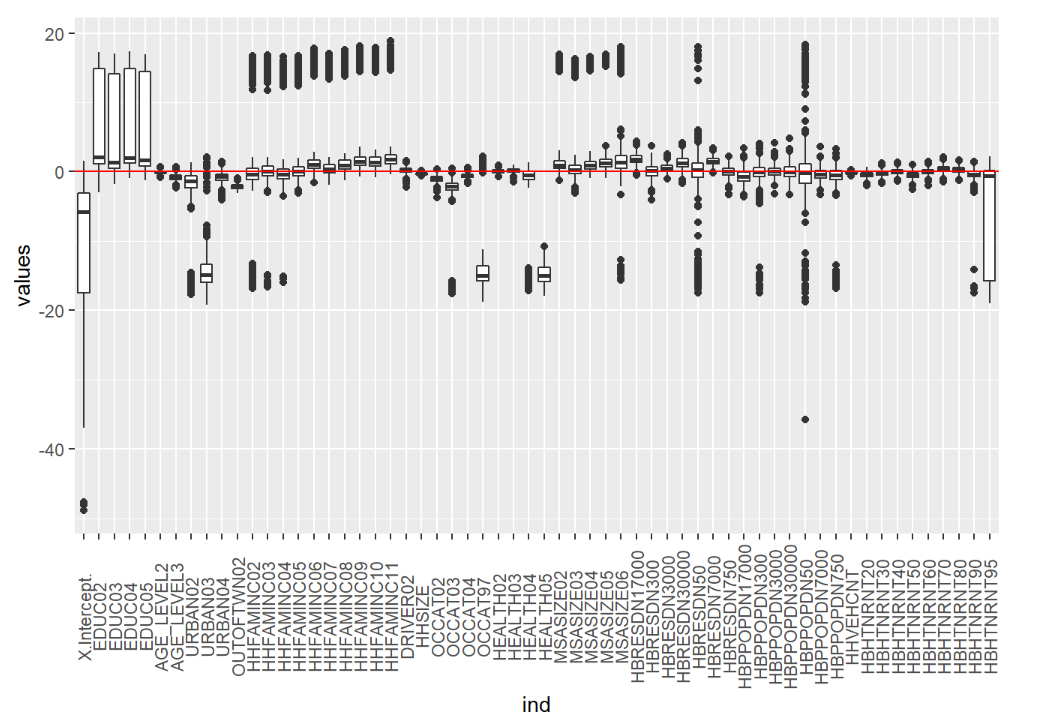 values
20
0
-20
-40
X.Intercept.
EDUC02
EDUC03
EDUC04
EDUC05
AGE_LEVEL2
AGE_LEVEL3
URBAN02
URBAN03
URBAN04
OUTOFTWN02
HHFAMINC02
HHFAMINC03
HHFAMINC04
HHFAMINC05
HHFAMINC06
HHFAMINC07
HHFAMINC08
HHFAMINC09
HHFAMINC10
HHFAMINC11
DRIVER02
HHSIZE
OCCAT02
OCCAT03
OCCAT04
OCCAT97
HEALTH02
HEALTH03
HEALTH04
HEALTH05
MSASIZE02
MSASIZE03
MSASIZE04
MSASIZE05
MSASIZE06
HBRESDN17000
HBRESDN300
HBRESDN3000
HBRESDN30000
HBRESDN50
HBRESDN7000
HBRESDN750
HBPPOPDN17000
HBPPOPDN300
HBPPOPDN3000
HBPPOPDN30000
HBPPOPDN50
HBPPOPDN7000
HBPPOPDN750
HHVEHCNT
HBHTNRNT20
HBHTNRNT30
HBHTNRNT40
HBHTNRNT50
HBHTNRNT60
HBHTNRNT70
HBHTNRNT80
HBHTNRNT90
HBHTNRNT95
ind